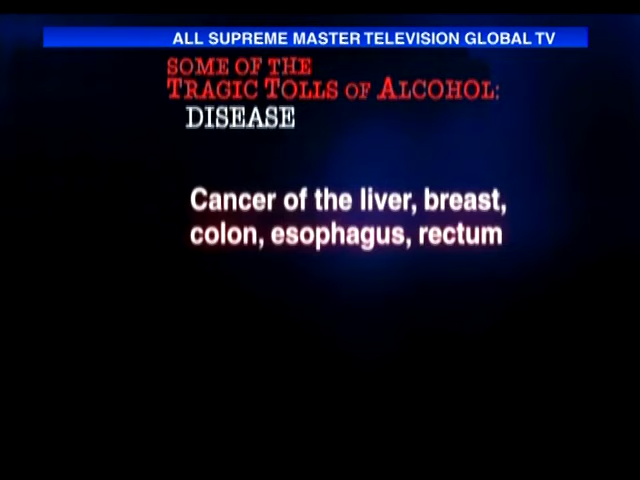 ALL SUPREME MASTER TELEVISION GLOBAL TV
SOME OF THE
TRAGIC TOLLS OF ALCOHOL:
DISEASE
Cancer of the liver, breast,
colon, esophagus, rectum